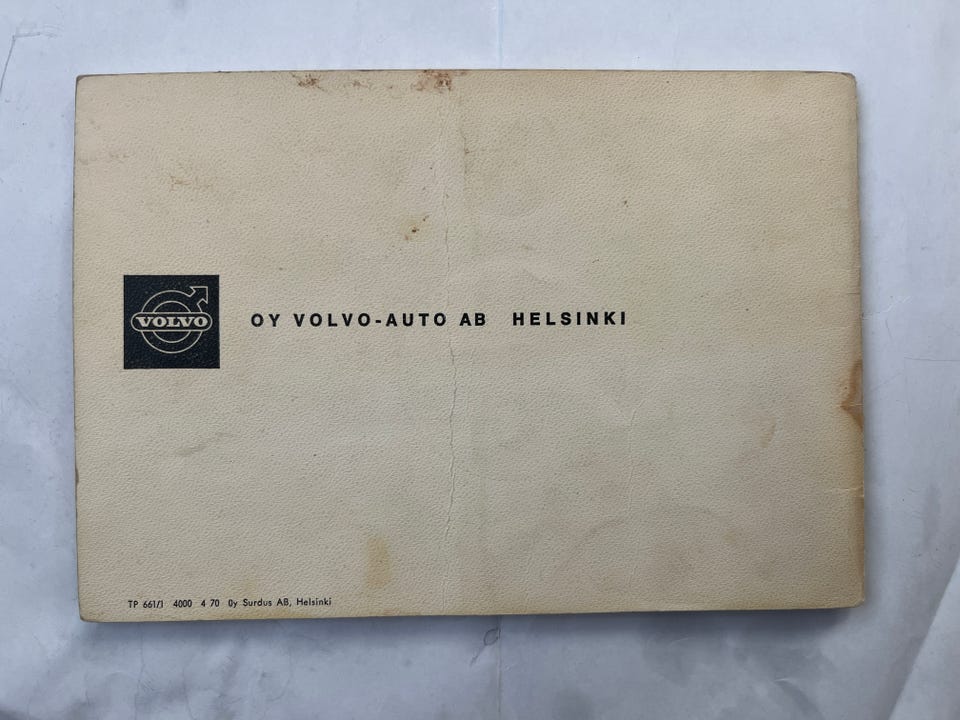 VOLVO
OY VOLVO-AUTO AB HELSINKI
TP 661/1 4000 4 70 Oy Surdus AB, Helsinki